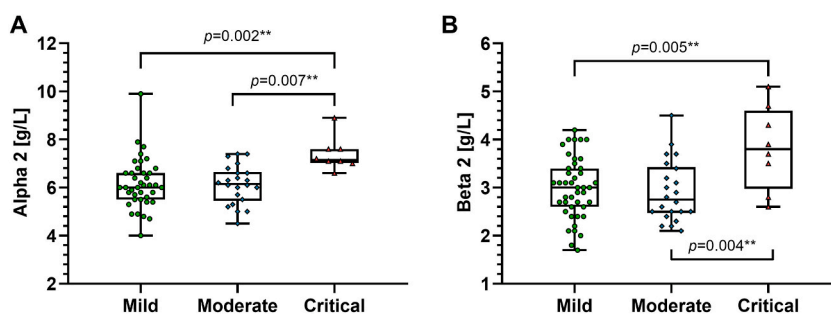 A
Alpha 2 [g/L]
12
10
8
6
4
2
p=0.002**
p=0.007**
Mild Moderate Critical
B
Beta 2 [g/L]
6
5
4
3
2
1
p=0.005**
p=0.004**
Mild Moderate Critical